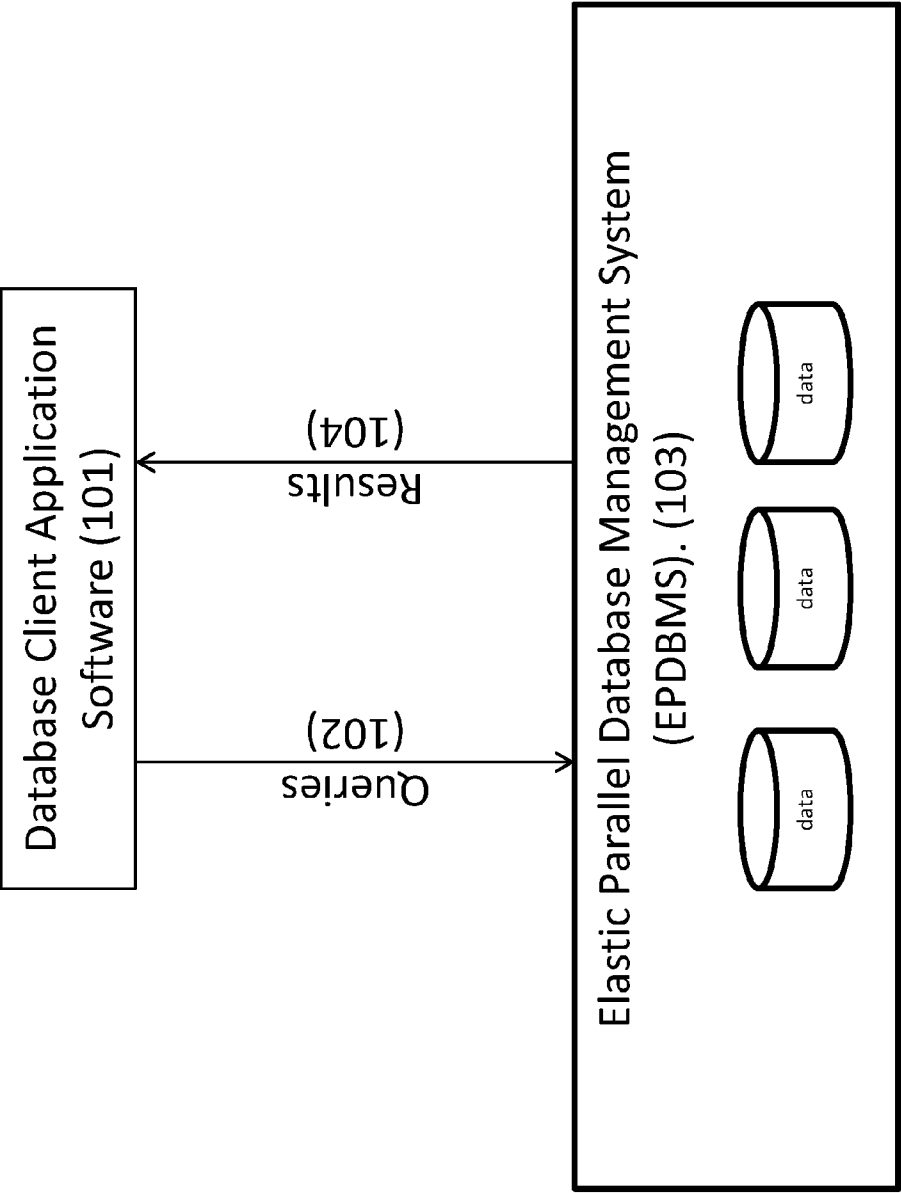 Database Client Application
Software (101)
Queries
(102)
Results
(104)
Elastic Parallel Database Management System
(EPDBMS). (103)
data
data
data